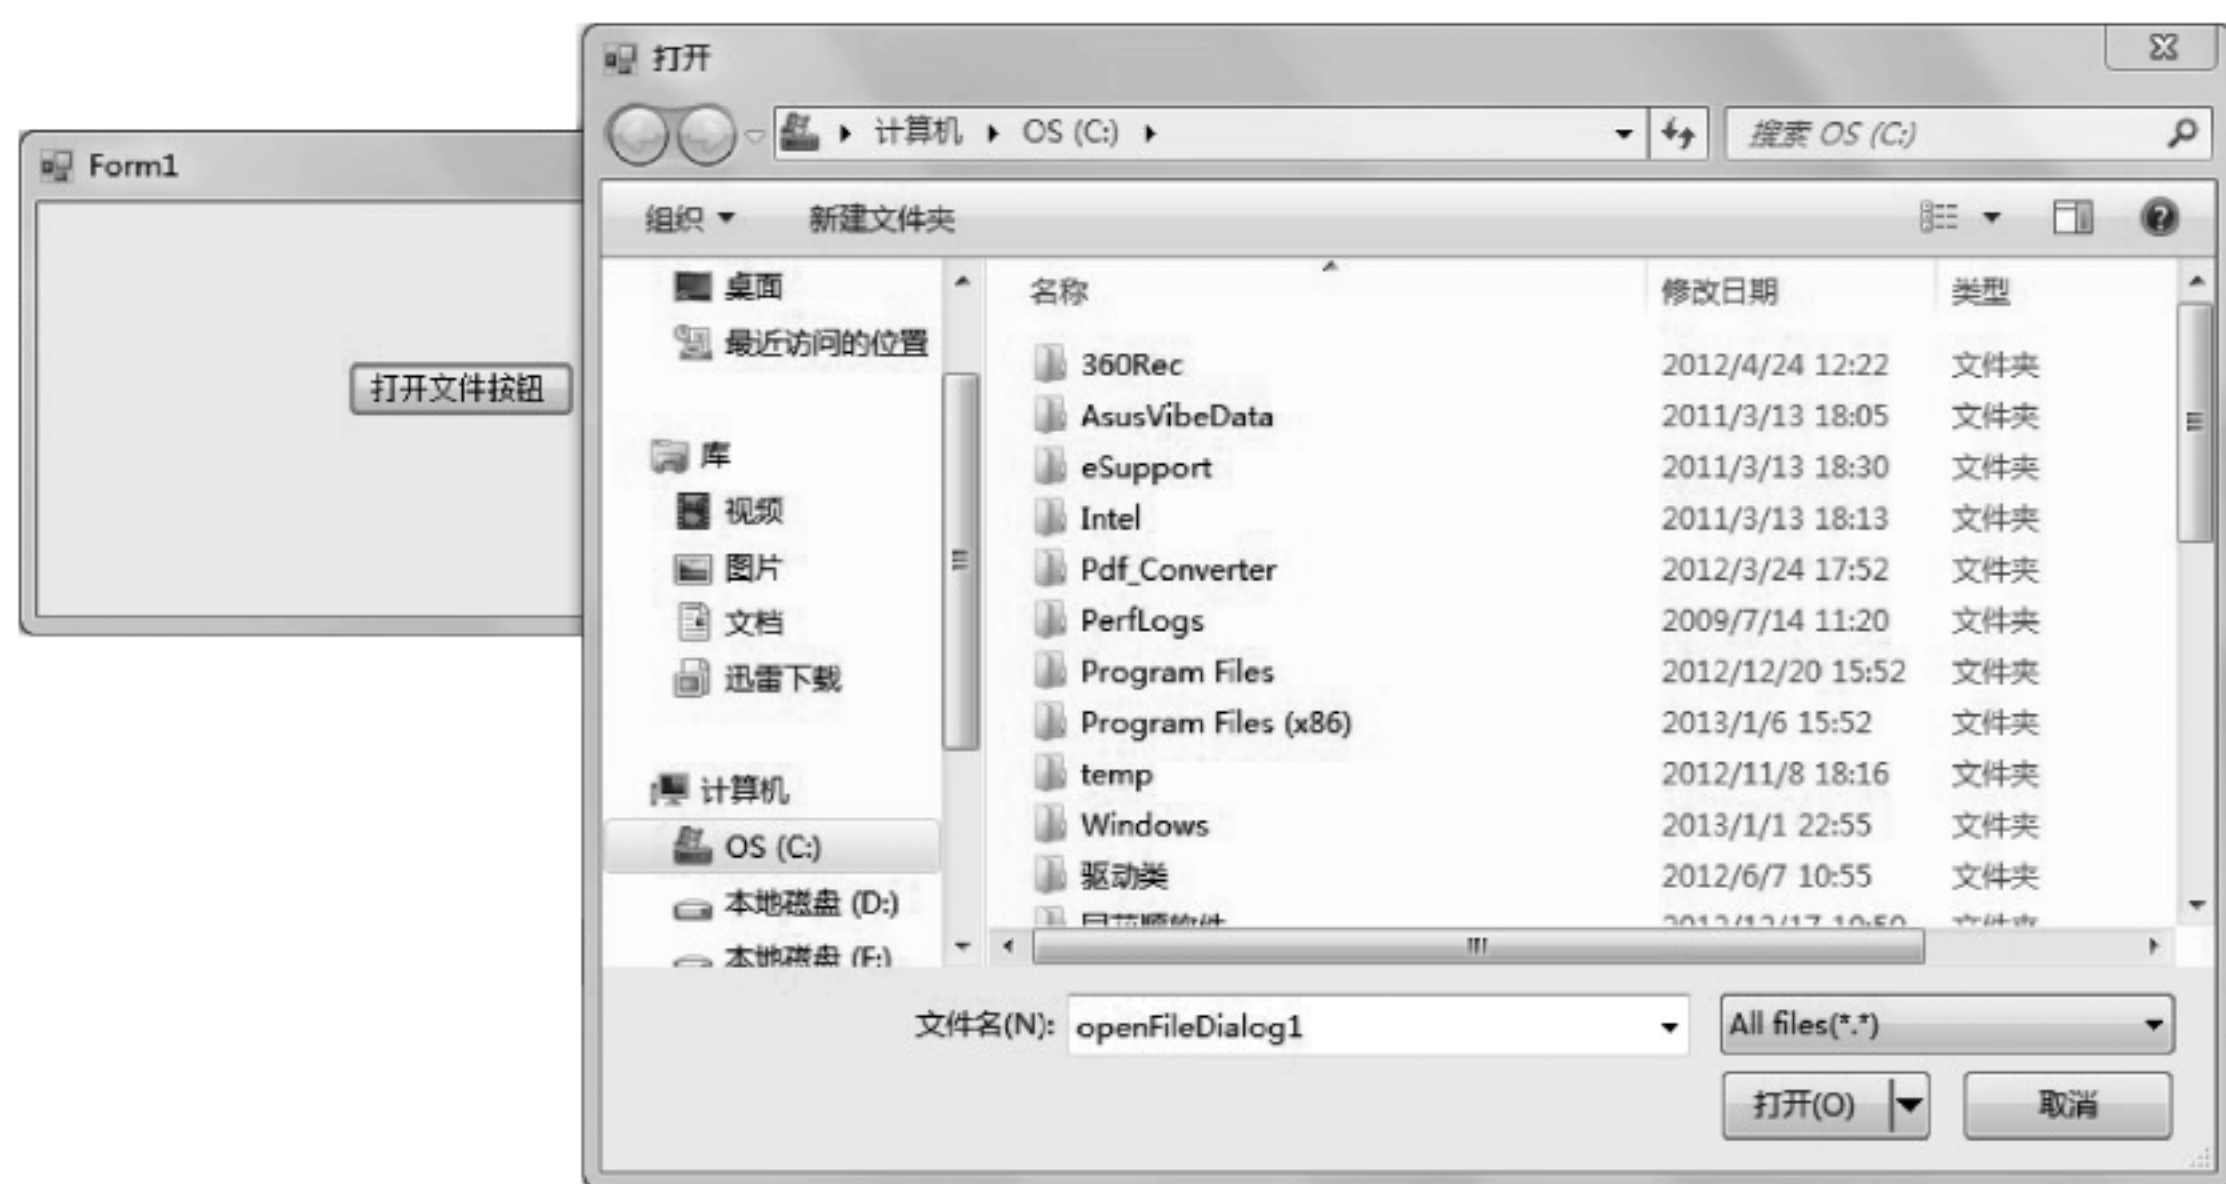 Form1
打开文件按钮
打开
计算机 OS (C:)
搜索 OS (C:)
组织 新建文件夹
桌面
最近访问的位置
库
视频
图片
文档
迅雷下载
计算机
OS (C:)
本地磁盘 (D:)
本地磁盘
名称 修改日期 类型
360Rec 2012/4/24 12:22 文件夹
AsusVibeData 2011/3/13 18:05 文件夹
eSupport 2011/3/13 18:30 文件夹
Intel 2011/3/13 18:13 文件夹
Pdf_Converter 2012/3/24 17:52 文件夹
PerfLogs 2009/7/14 11:20 文件夹
Program Files 2012/12/20 15:52 文件夹
Program Files (x86) 2013/1/6 15:52 文件夹
temp 2012/11/8 18:16 文件夹
Windows 2013/1/1 22:55 文件夹
驱动类 2012/6/7 10:55 文件夹
文件名(N): openFileDialog1
All files(*.*)
打开(O) 取消